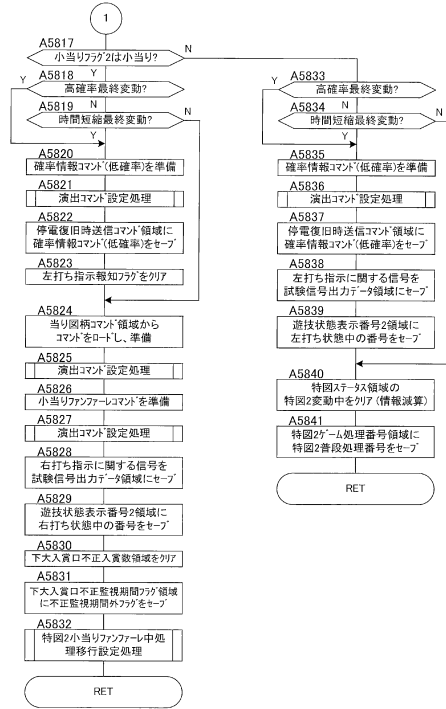 1
A5817
小当りフラグ2は小当り?
N
Y
A5818
Y
高確率最終変動?
A5819
N
時間短縮最終変動?
N
Y
A5820
確率情報コマンド(低確率)を準備
A5821
演出コマンド設定処理
A5822
停電復旧時送信コマンド領域に
確率情報コマンド(低確率)をセーブ
A5823
左打ち指示報知フラグをクリア
A5824
当り図柄コマンド領域から
コマンドをロードし、準備
A5825
演出コマンド設定処理
A5826
小当りファンファーレコマンドを準備
A5827
演出コマンド設定処理
A5828
右打ち指示に関する信号を
試験信号出力データ領域にセーブ
A5829
遊技状態表示番号2領域に
右打ち状態中の番号をセーブ
A5830
下大入賞口不正入賞数領域をクリア
A5831
下大入賞口不正監視期間フラグ領域
に不正監視期間外フラグをセーブ
A5832
特図2小当りファンファーレ中処
理移行設定処理
RET
A5833
Y
高確率最終変動?
A5834
N
時間短縮最終変動?
N
Y
A5835
確率情報コマンド(低確率)を準備
A5836
演出コマンド設定処理
A5837
停電復旧時送信コマンド領域に
確率情報コマンド(低確率)をセーブ
A5838
左打ち指示に関する信号を
試験信号出力データ領域にセーブ
A5839
遊技状態表示番号2領域に
左打ち状態中の番号をセーブ
A5840
特図ステータス領域の
特図2変動中をクリア(情報減算)
A5841
特図2ゲーム処理番号領域に
特図2普段処理番号をセーブ
RET